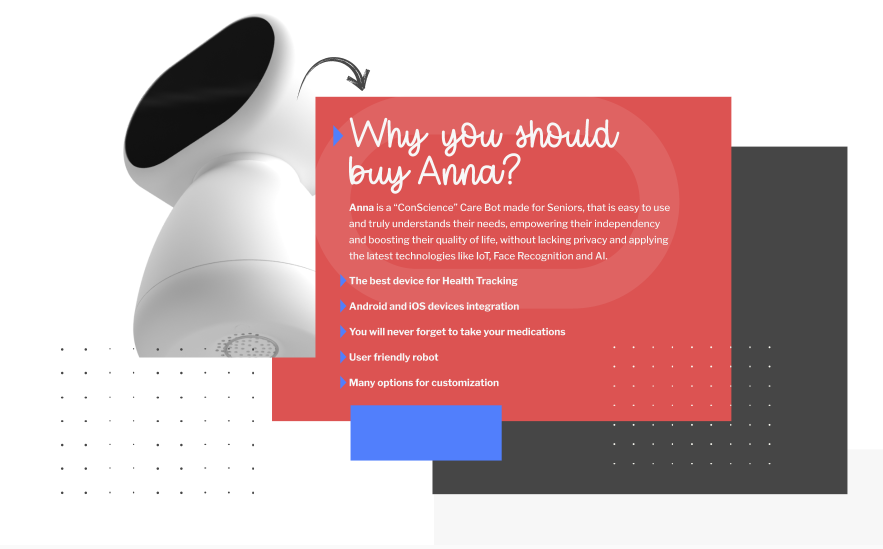 Why you should
buy Anna?
Anna is a “ConScience” Care Bot made for Seniors, that is easy to use
and truly understands their needs, empowering their independency
and boosting their quality of life, without lacking privacy and applying
the latest technologies like IoT, Face Recognition and AI.
The best device for Health Tracking
Android and iOS devices integration
You will never forget to take your medications
User friendly robot
Many options for customization